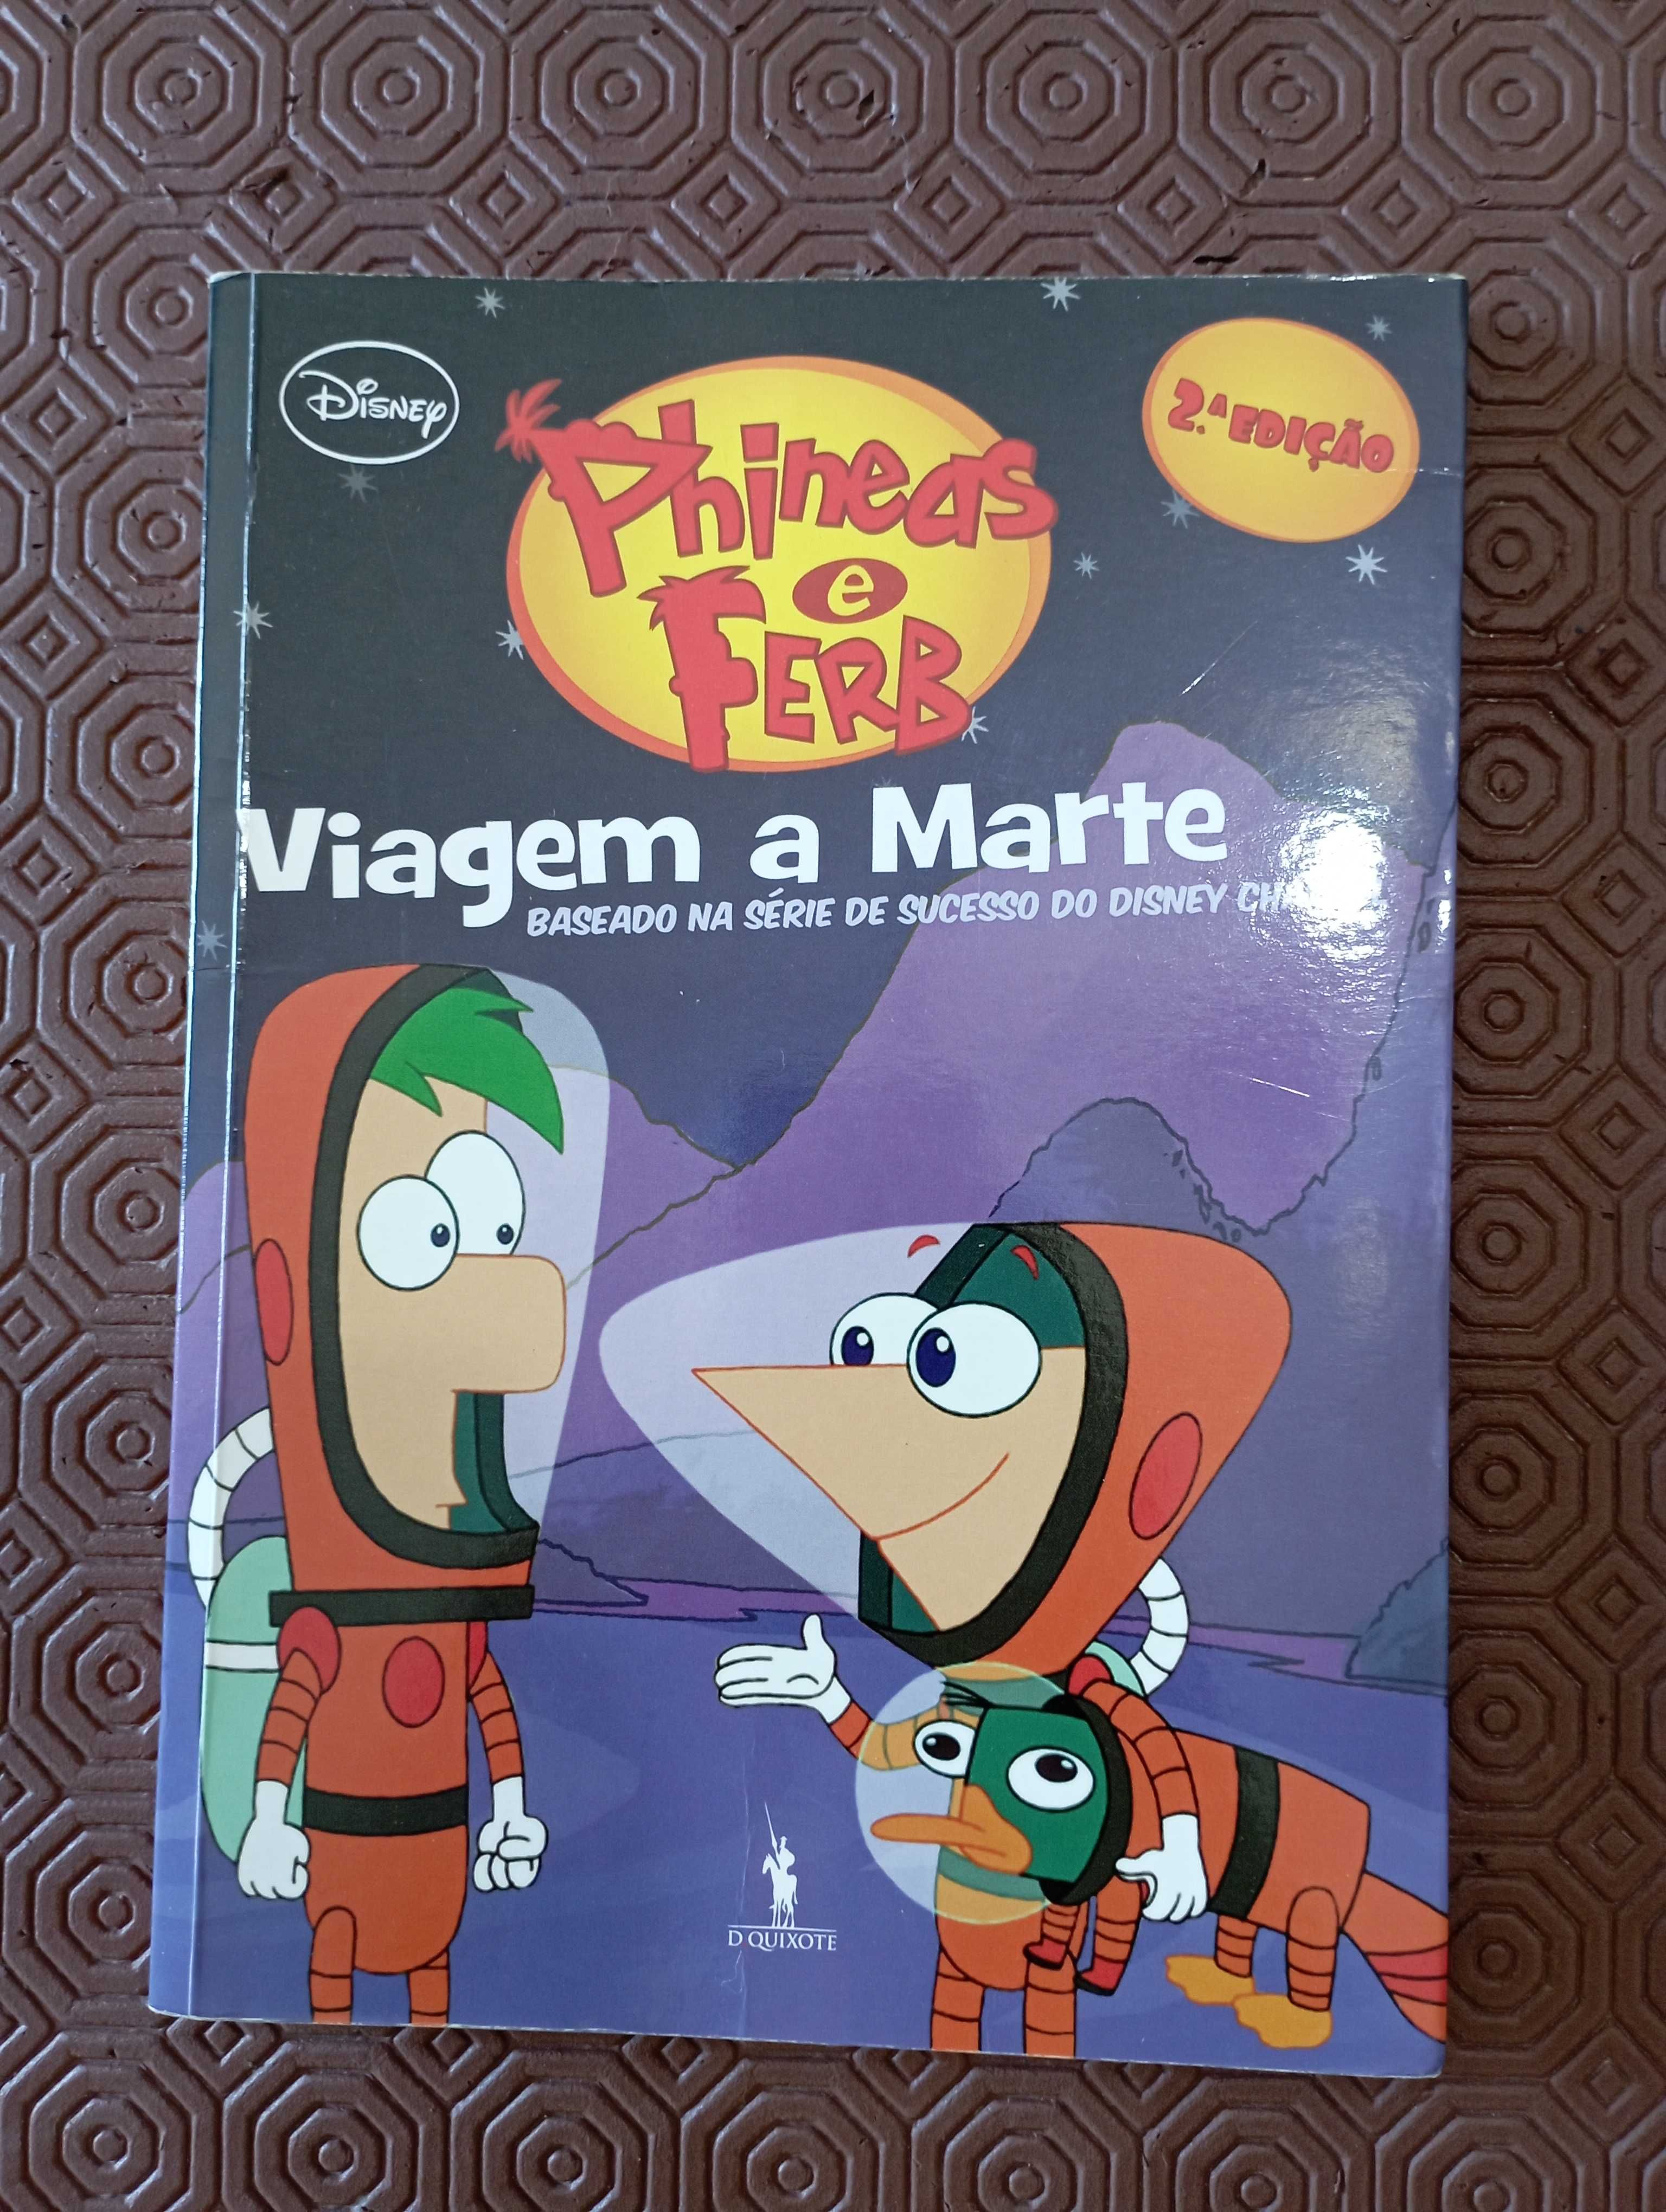 Disney
2.ª EDIÇÃO
Phineas
e
FERB
Viagem a Marte
BASEADO NA SÉRIE DE SUCESSO DO DISNEY
D QUIXOTE